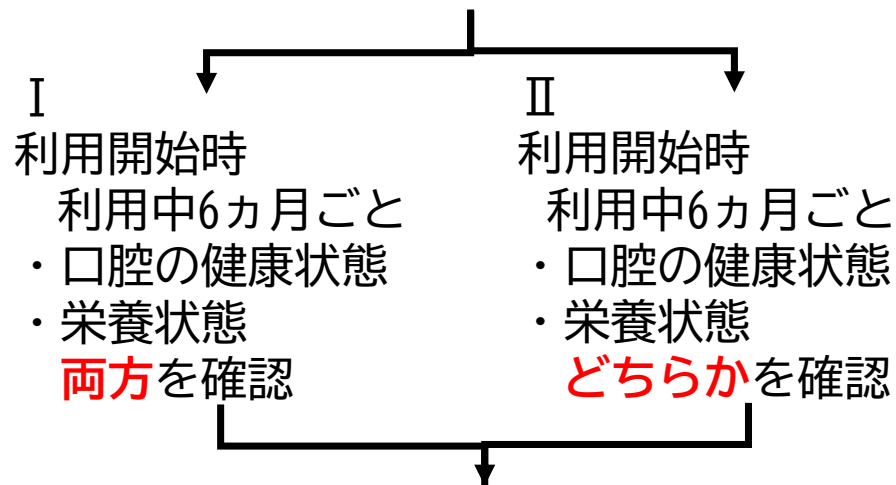 Ⅰ
利用開始時
利用中6ヵ月ごと
・口腔の健康状態
・栄養状態
両方を確認
Ⅱ
利用開始時
利用中6ヵ月ごと
・口腔の健康状態
・栄養状態
どちらかを確認